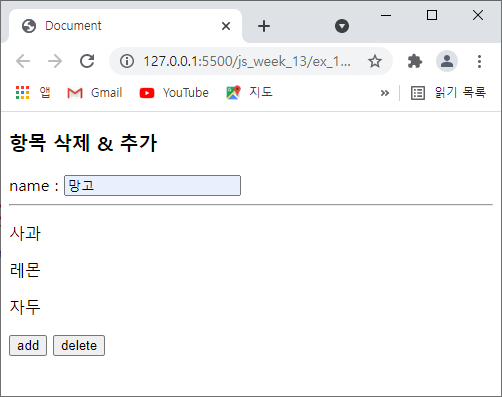 Document
127.0.0.1:5500/js_week_13/ex_1...
앱 Gmail YouTube 지도 » 읽기 목록
항목 삭제 & 추가
name : 망고
사과
레몬
자두
add delete